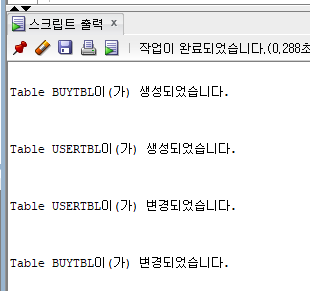 스크립트 출력 x
작업이 완료되었습니다.(0,288초
Table BUYTBL이(가) 생성되었습니다.
Table USERTBL이(가) 생성되었습니다.
Table USERTBL이(가) 변경되었습니다.
Table BUYTBL이(가) 변경되었습니다.